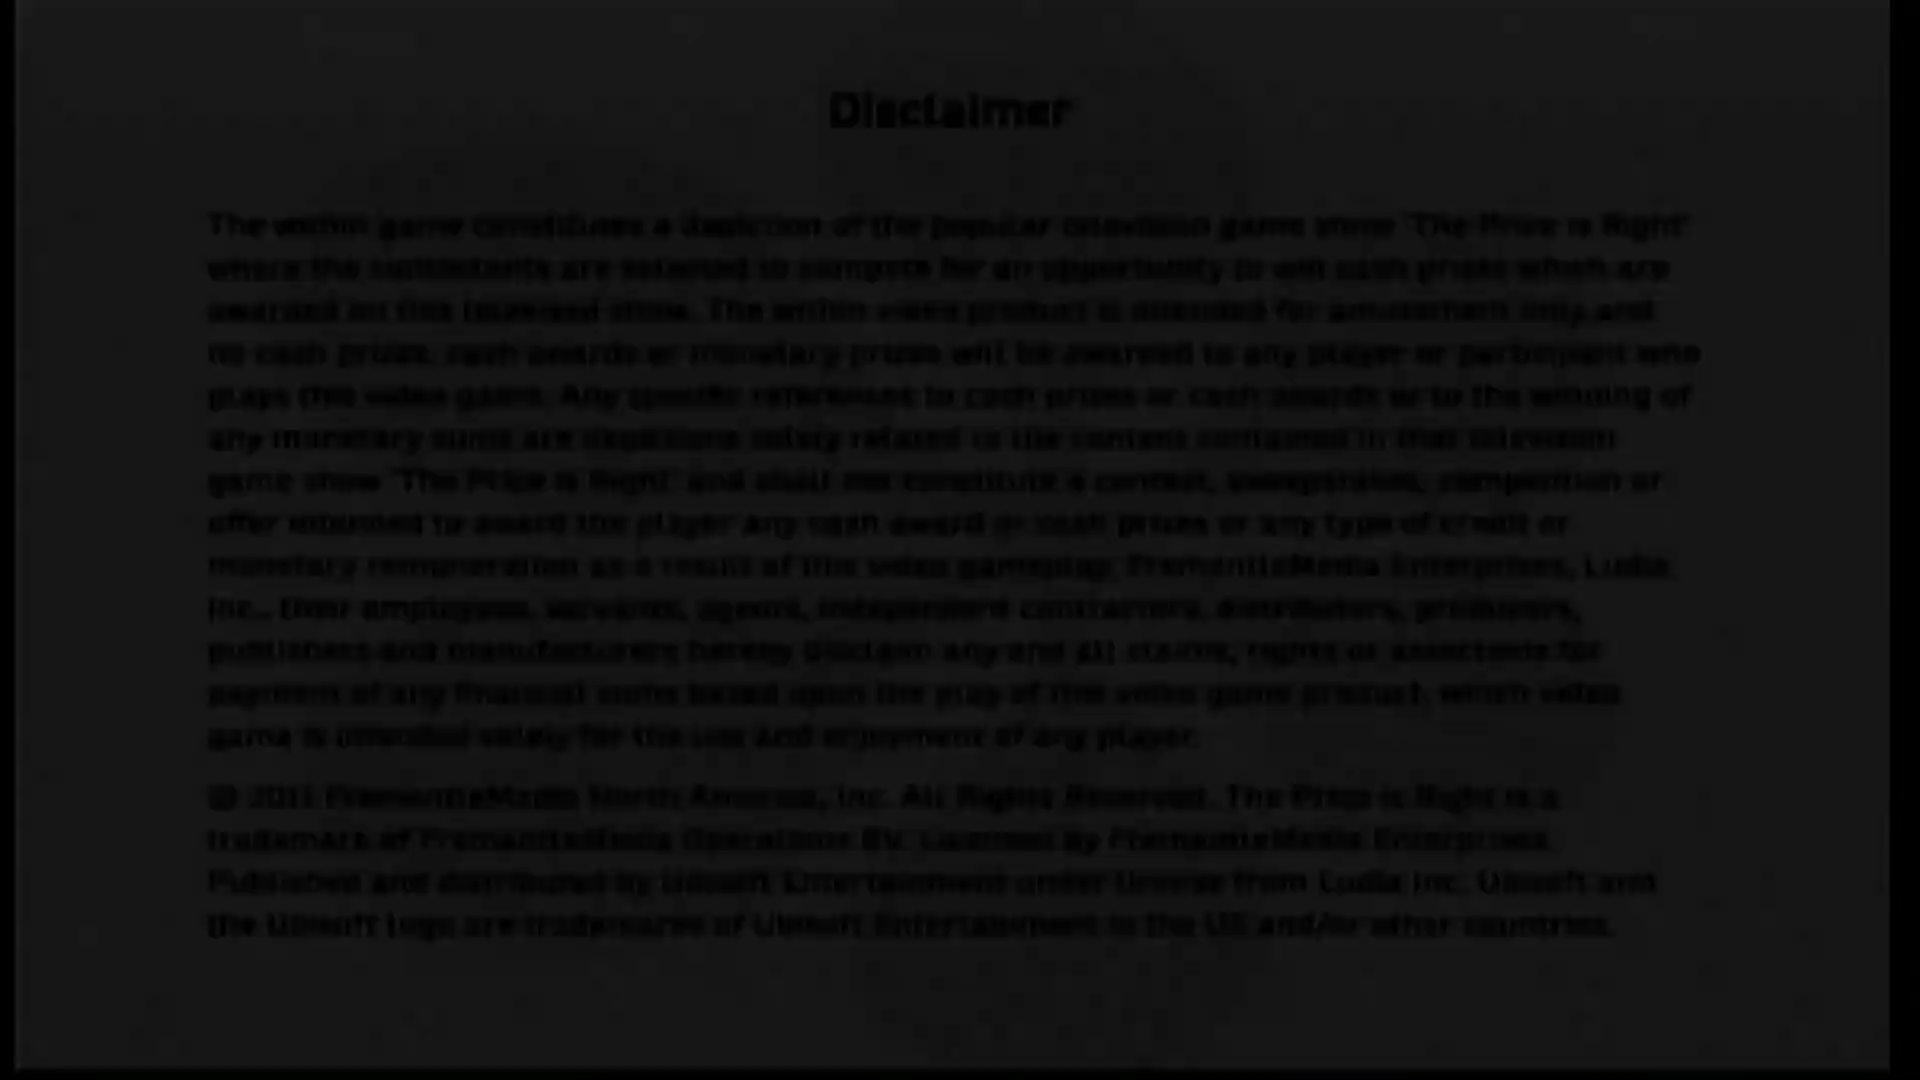 Disclaimer
The within game constitutes a depiction of the popular television game show 'The Price is Right'
where the contestants are selected to compete for an opportunity to win cash prizes which are
awarded on this televised show. The within video product is intended for amusement only and
no cash prizes, cash awards or monetary prizes will be awarded to any player or participant who
plays this video game. Any specific references to cash prizes or cash awards or to the winning of
any monetary sums are depictions solely related to the content contained in that television
game show 'The Price is Right' and shall not constitute a contest, sweepstakes, competition or
offer intended to award the player any cash award or cash prizes or any type of credit or
monetary remuneration as a result of this video gameplay. FremantleMedia Enterprises, Ludia
Inc., their employees, servants, agents, independent contractors, distributors, producers,
publishers and manufacturers hereby disclaim any and all claims, rights or assertions for
payment of any financial sums based upon the play of this video game product, which video
game is intended solely for the use and enjoyment of any player.
© 2011 FremantleMedia North America, Inc. All Rights Reserved. The Price is Right is a
trademark of FremantleMedia Operations BV. Licensed by FremantleMedia Enterprises.
Published and distributed by Ubisoft Entertainment under license from Ludia Inc. Ubisoft and
the Ubisoft logo are trademarks of Ubisoft Entertainment in the US and/or other countries.